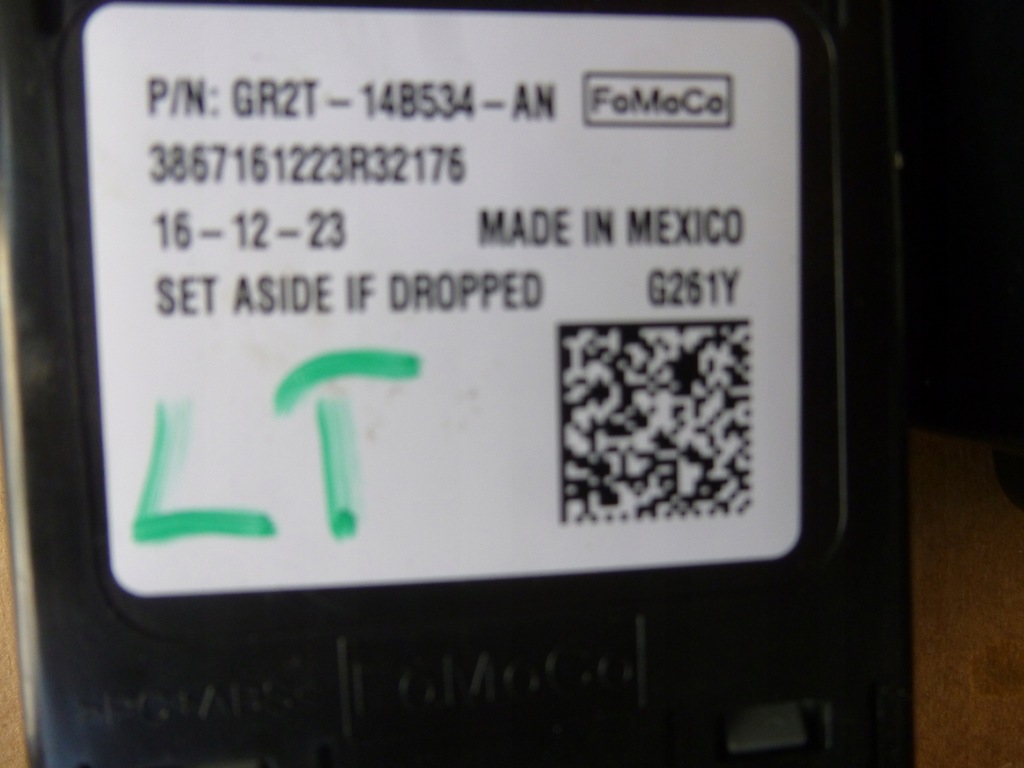 P/N: GR2T-14B534-AN FoMoCo
3867161223R32176
16-12-23 MADE IN MEXICO
SET ASIDE IF DROPPED G261Y
LT
FoMoCo